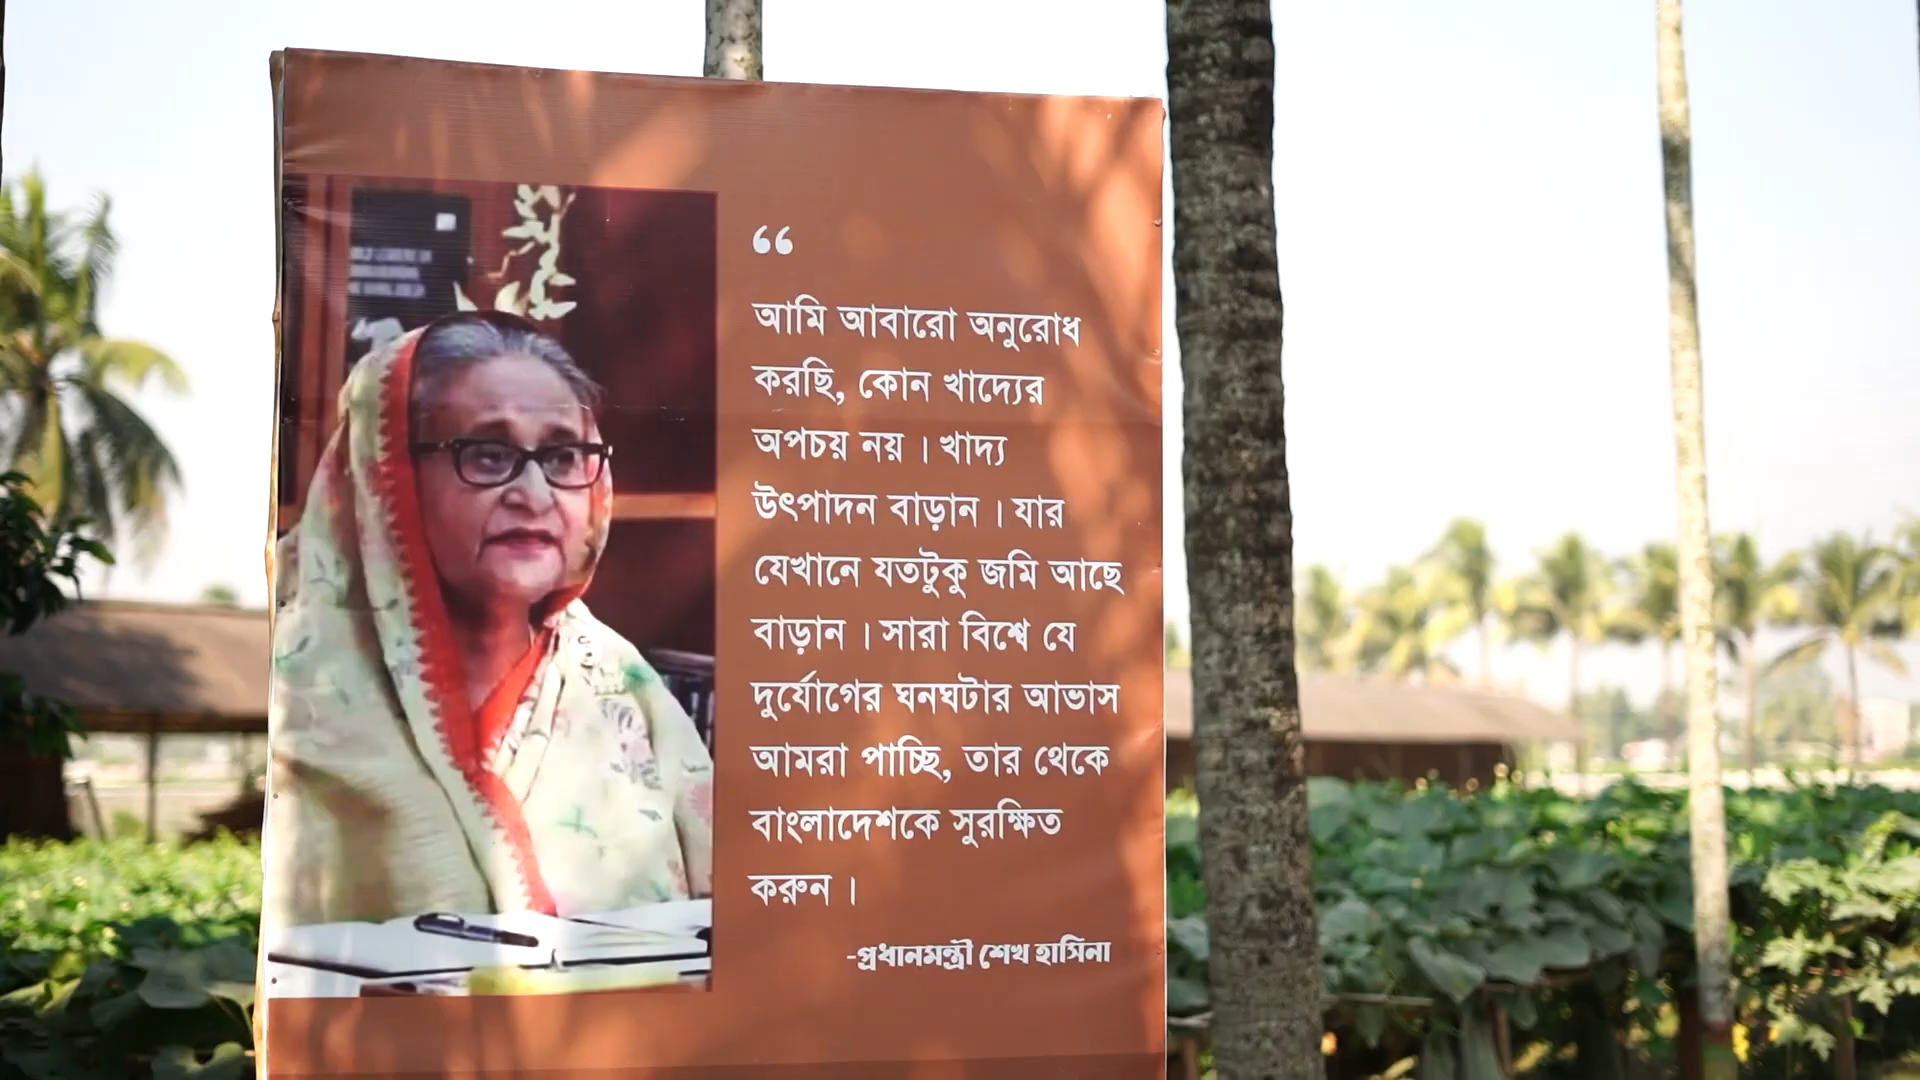 “
আমি আবারো অনুরোধ
করছি, কোন খাদ্যের
অপচয় নয় । খাদ্য
উৎপাদন বাড়ান । যার
যেখানে যতটুকু জমি আছে
বাড়ান । সারা বিশ্বে যে
দুর্যোগের ঘনঘটার আভাস
আমরা পাচ্ছি, তার থেকে
বাংলাদেশকে সুরক্ষিত
করুন ।
-প্রধানমন্ত্রী শেখ হাসিনা